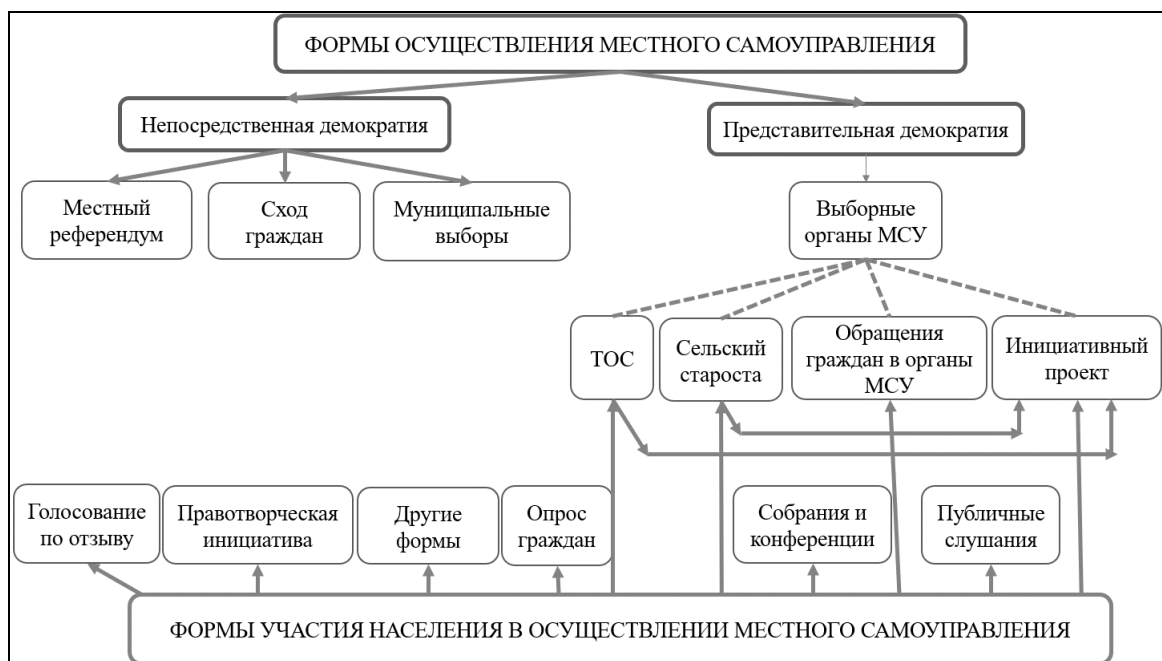 ФОРМЫ ОСУЩЕСТВЛЕНИЯ МЕСТНОГО САМОУПРАВЛЕНИЯ
Непосредственная демократия
Представительная демократия
Местный
референдум
Сход
граждан
Муниципальные
выборы
Выборные
органы МСУ
ТОС
Сельский
староста
Обращения
граждан в органы
МСУ
Инициативный
проект
Голосование
по отзыву
Правотворческая
инициатива
Другие
формы
Опрос
граждан
Собрания и
конференции
Публичные
слушания
ФОРМЫ УЧАСТИЯ НАСЕЛЕНИЯ В ОСУЩЕСТВЛЕНИИ МЕСТНОГО САМОУПРАВЛЕНИЯ